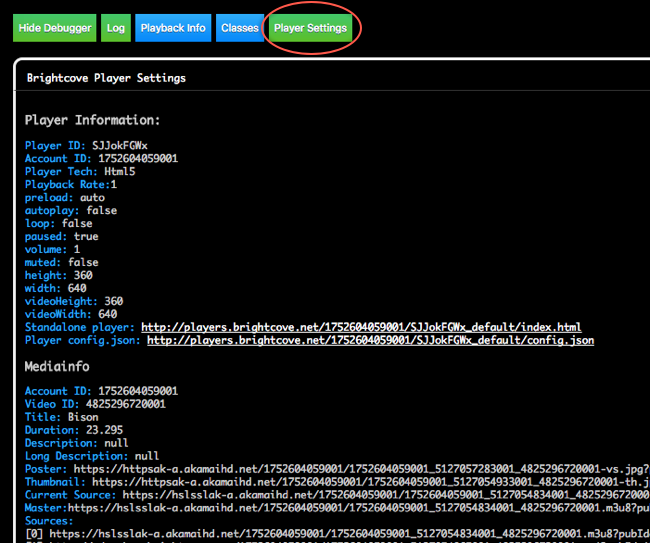 Hide Debugger Log Playback Info Classes Player Settings
Brightcove Player Settings
Player Information:
Player ID: SJJokFGWx
Account ID: 1752604059001
Player Tech: Html5
Playback Rate:1
preload: auto
autoplay: false
loop: false
paused: true
volume: 1
muted: false
height: 360
width: 640
videoHeight: 360
videoWidth: 640
Standalone player: http://players.brightcove.net/1752604059001/SJJokFGWx_default/index.html
Player config.json: http://players.brightcove.net/1752604059001/SJJokFGWx_default/config.json
Mediainfo
Account ID: 1752604059001
Video ID: 4825296720001
Title: Bison
Duration: 23.295
Description: null
Long Description: null
Poster: https://httpsak-a.akamaihd.net/1752604059001/1752604059001_5127057283001_4825296720001-vs.jpg?
Thumbnail: https://httpsak-a.akamaihd.net/1752604059001/1752604059001_5127054933001_4825296720001-th.j
Current Source: https://hslsslak-a.akamaihd.net/1752604059001/1752604059001_5127054834001_482529672000
Master:https://hslsslak-a.akamaihd.net/1752604059001/1752604059001_5127054834001_4825296720001.m3u8?pu
Sources:
[0] https://hslsslak-a.akamaihd.net/1752604059001/1752604059001_5127054834001_4825296720001.m3u8?pubId